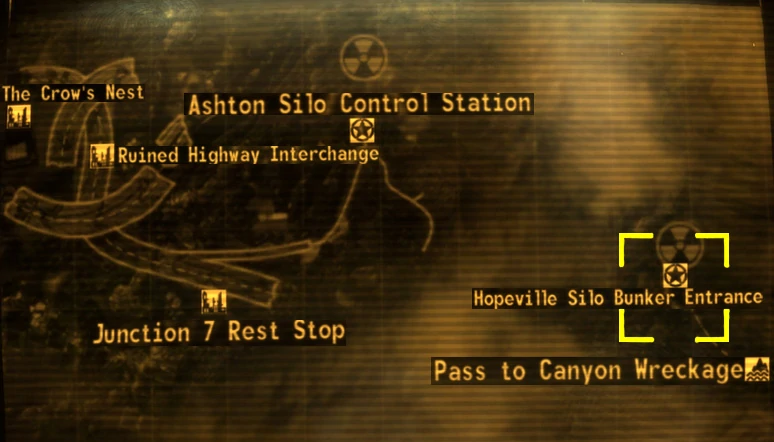 The Crow's Nest
Ashton Silo Control Station
Ruined Highway Interchange
Hopeville Silo Bunker Entrance
Junction 7 Rest Stop
Pass to Canyon Wreckage